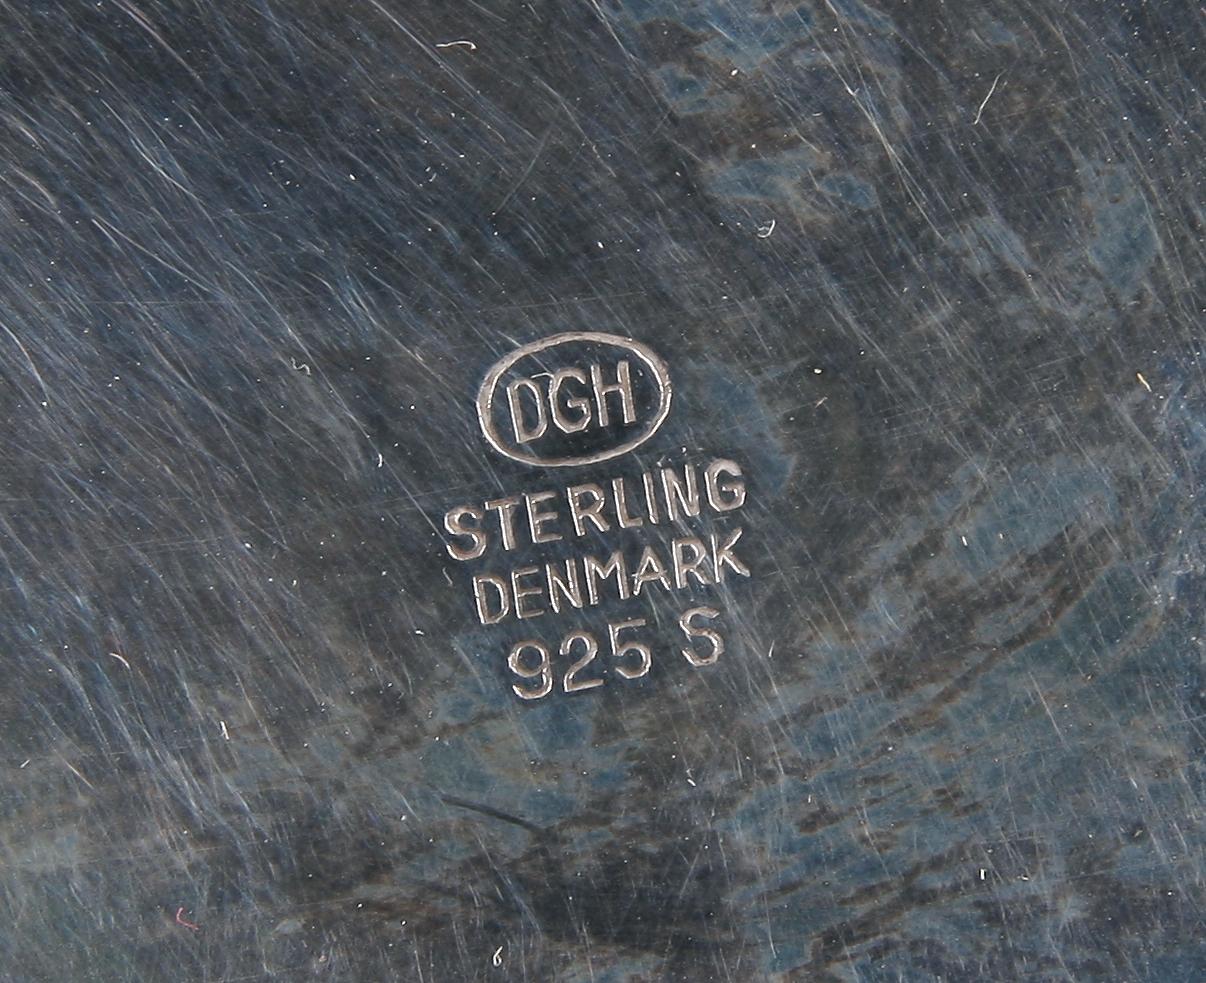 DGH
STERLING
DENMARK
925 S